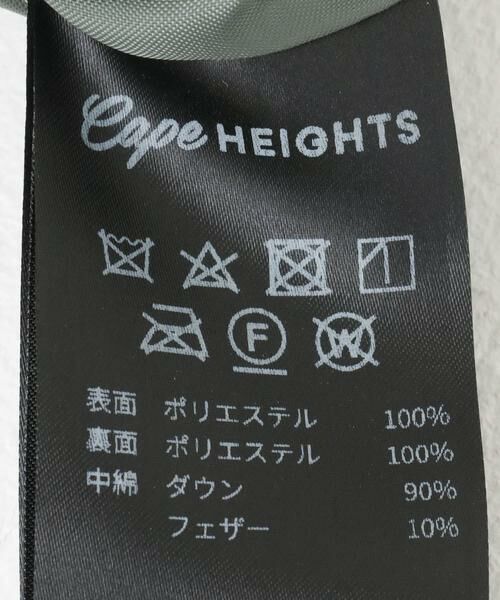 Cape HEIGHTS
F W
表面 ポリエステル 100%
裏面 ポリエステル 100%
中綿 ダウン 90%
フェザー 10%